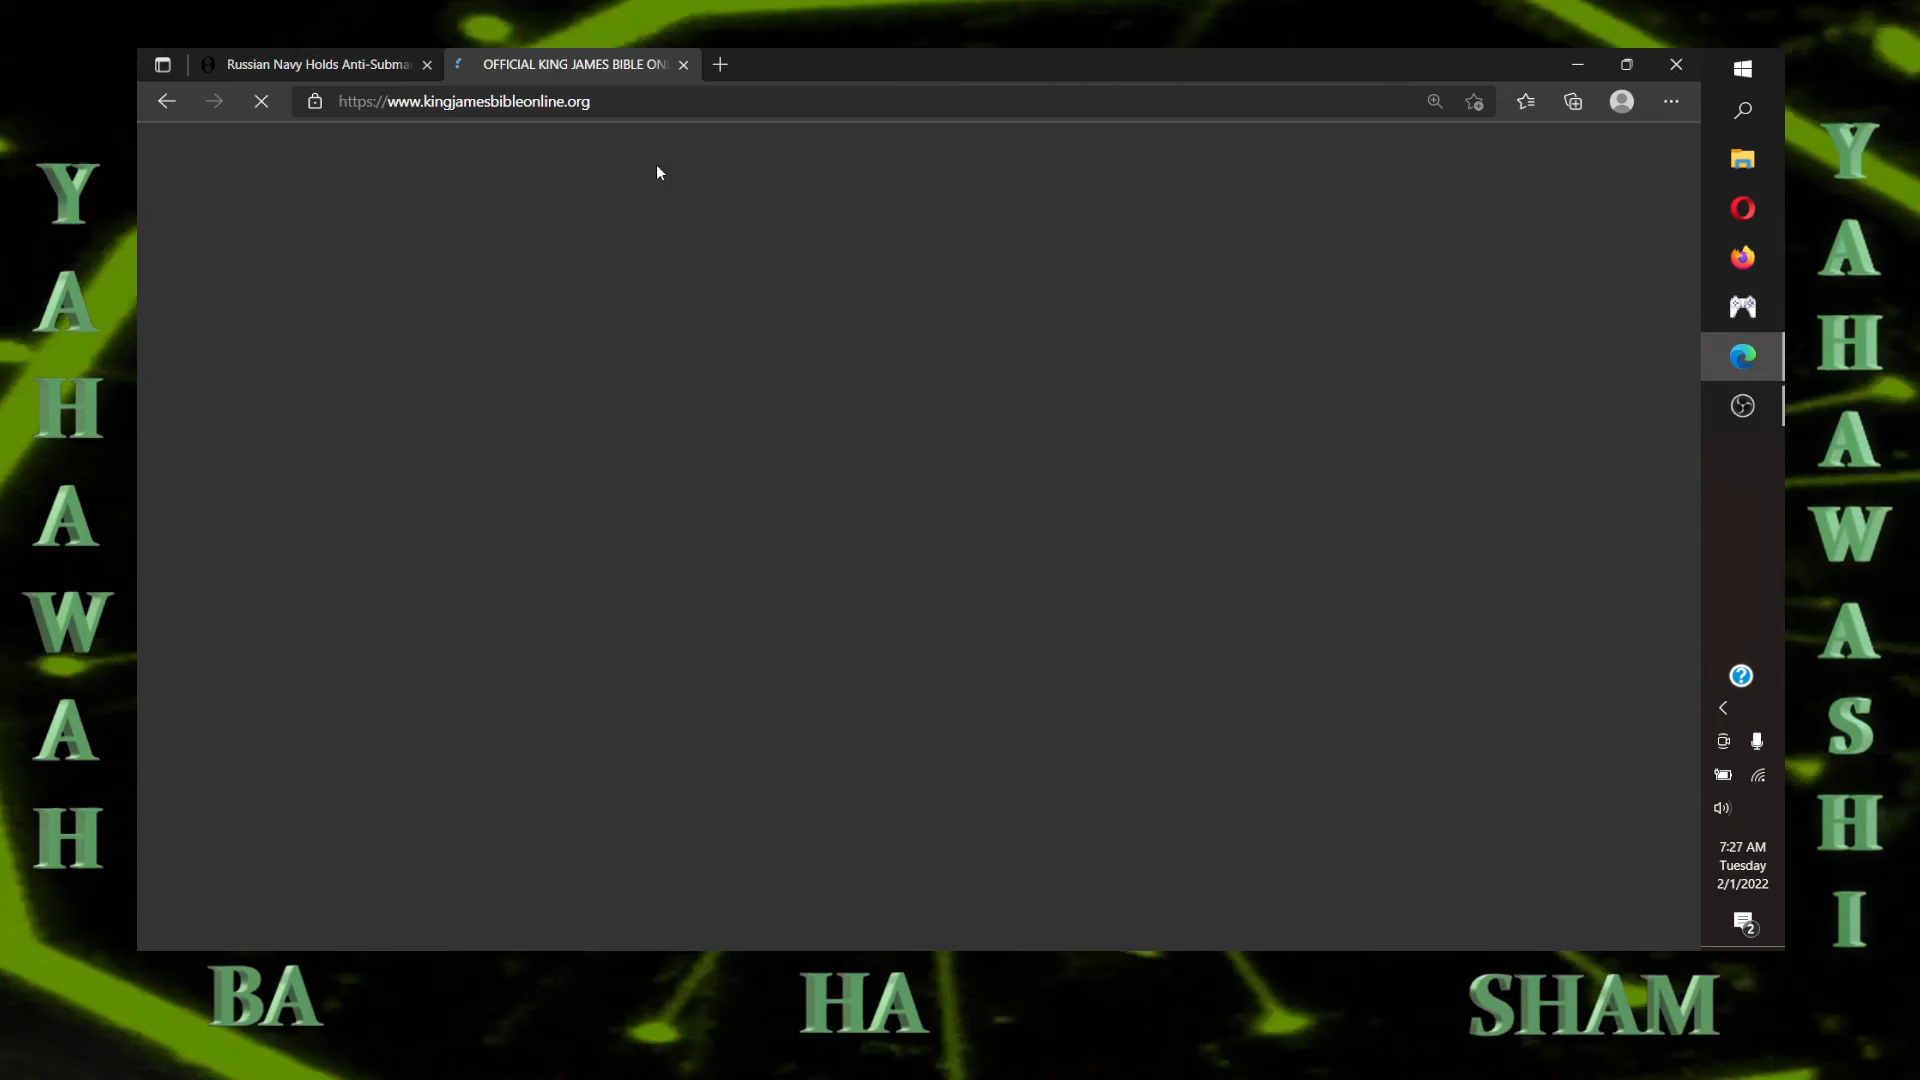 Russian Navy Holds Anti-Subma
OFFICIAL KING JAMES BIBLE ON
https://www.kingjamesbibleonline.org
Y
A
H
A
W
A
H
Y
A
H
A
W
A
S
H
I
7:27 AM
Tuesday
2/1/2022
2
BA
HA
SHAM